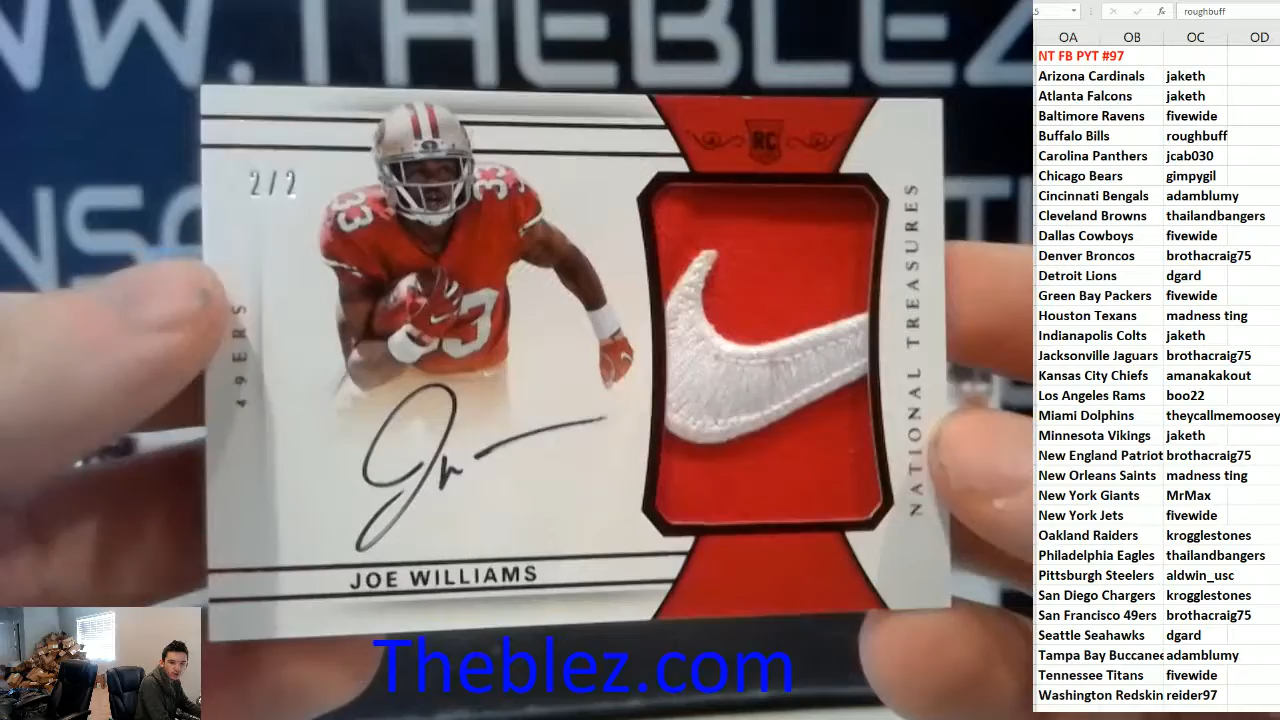 WWW.THEBLEZ
2/2
33
33
33
RC
49ERS
NATIONAL TREASURES
JOE WILLIAMS
Theblez.com
roughbuff
OA OB OC OD
NT FB PYT #97
Arizona Cardinals jaketh
Atlanta Falcons jaketh
Baltimore Ravens fivewide
Buffalo Bills roughbuff
Carolina Panthers jcab030
Chicago Bears gimpygil
Cincinnati Bengals adamblumy
Cleveland Browns thailandbangers
Dallas Cowboys fivewide
Denver Broncos brothacraig75
Detroit Lions dgard
Green Bay Packers fivewide
Houston Texans madness ting
Indianapolis Colts jaketh
Jacksonville Jaguars brothacraig75
Kansas City Chiefs amanakakout
Los Angeles Rams boo22
Miami Dolphins theycallmemoosey
Minnesota Vikings jaketh
New England Patriot brothacraig75
New Orleans Saints madness ting
New York Giants MrMax
New York Jets fivewide
Oakland Raiders krogglestones
Philadelphia Eagles thailandbangers
Pittsburgh Steelers aldwin_usc
San Diego Chargers krogglestones
San Francisco 49ers brothacraig75
Seattle Seahawks dgard
Tampa Bay Buccanee adamblumy
Tennessee Titans fivewide
Washington Redskin reider97